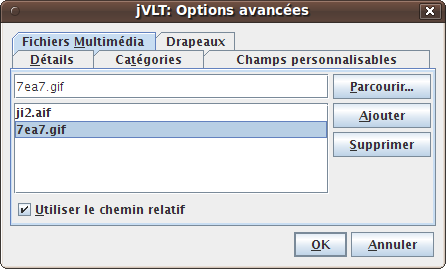 jVLT: Options avancées
Fichiers Multimédia Drapeaux
Détails Catégories Champs personnalisables
7ea7.gif Parcourir...
ji2.aif Ajouter
7ea7.gif
Supprimer
Utiliser le chemin relatif
OK Annuler